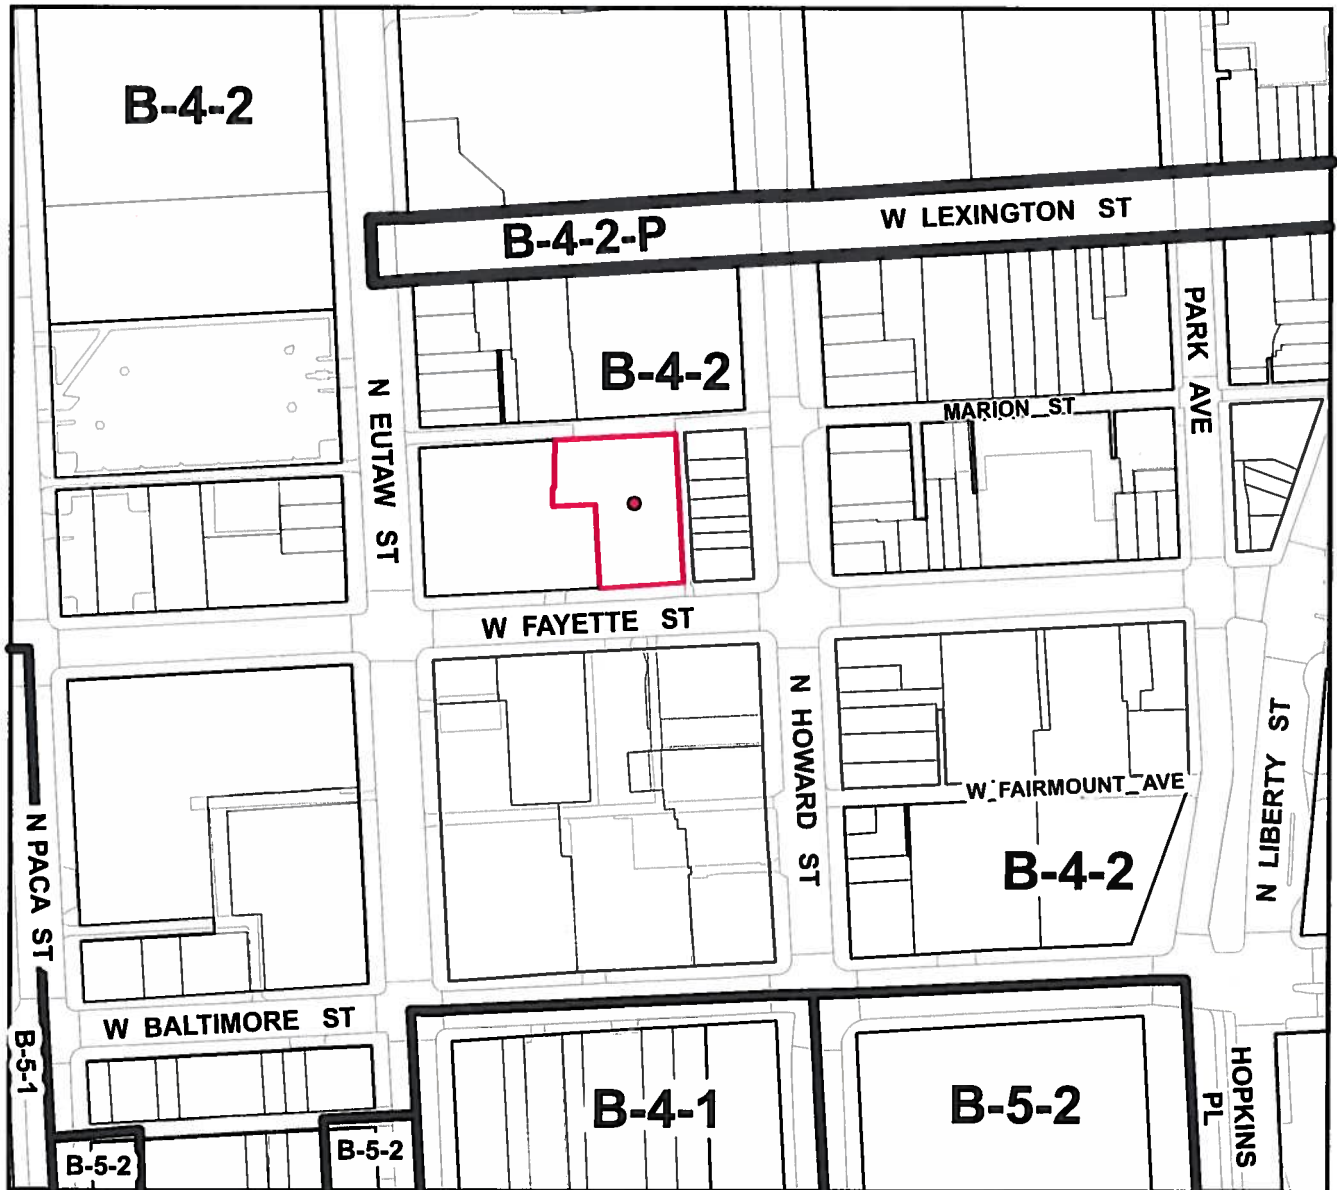 B-4-2
W LEXINGTON ST
B-4-2-P
PARK AVE
B-4-2
N EUTAW ST
MARION ST
W FAYETTE ST
N HOWARD ST
N LIBERTY ST
W FAIRMOUNT AVE
N PACA ST
B-4-2
W BALTIMORE ST
B-5-1
HOPKINS PL
B-4-1
B-5-2
B-5-2
B-5-2